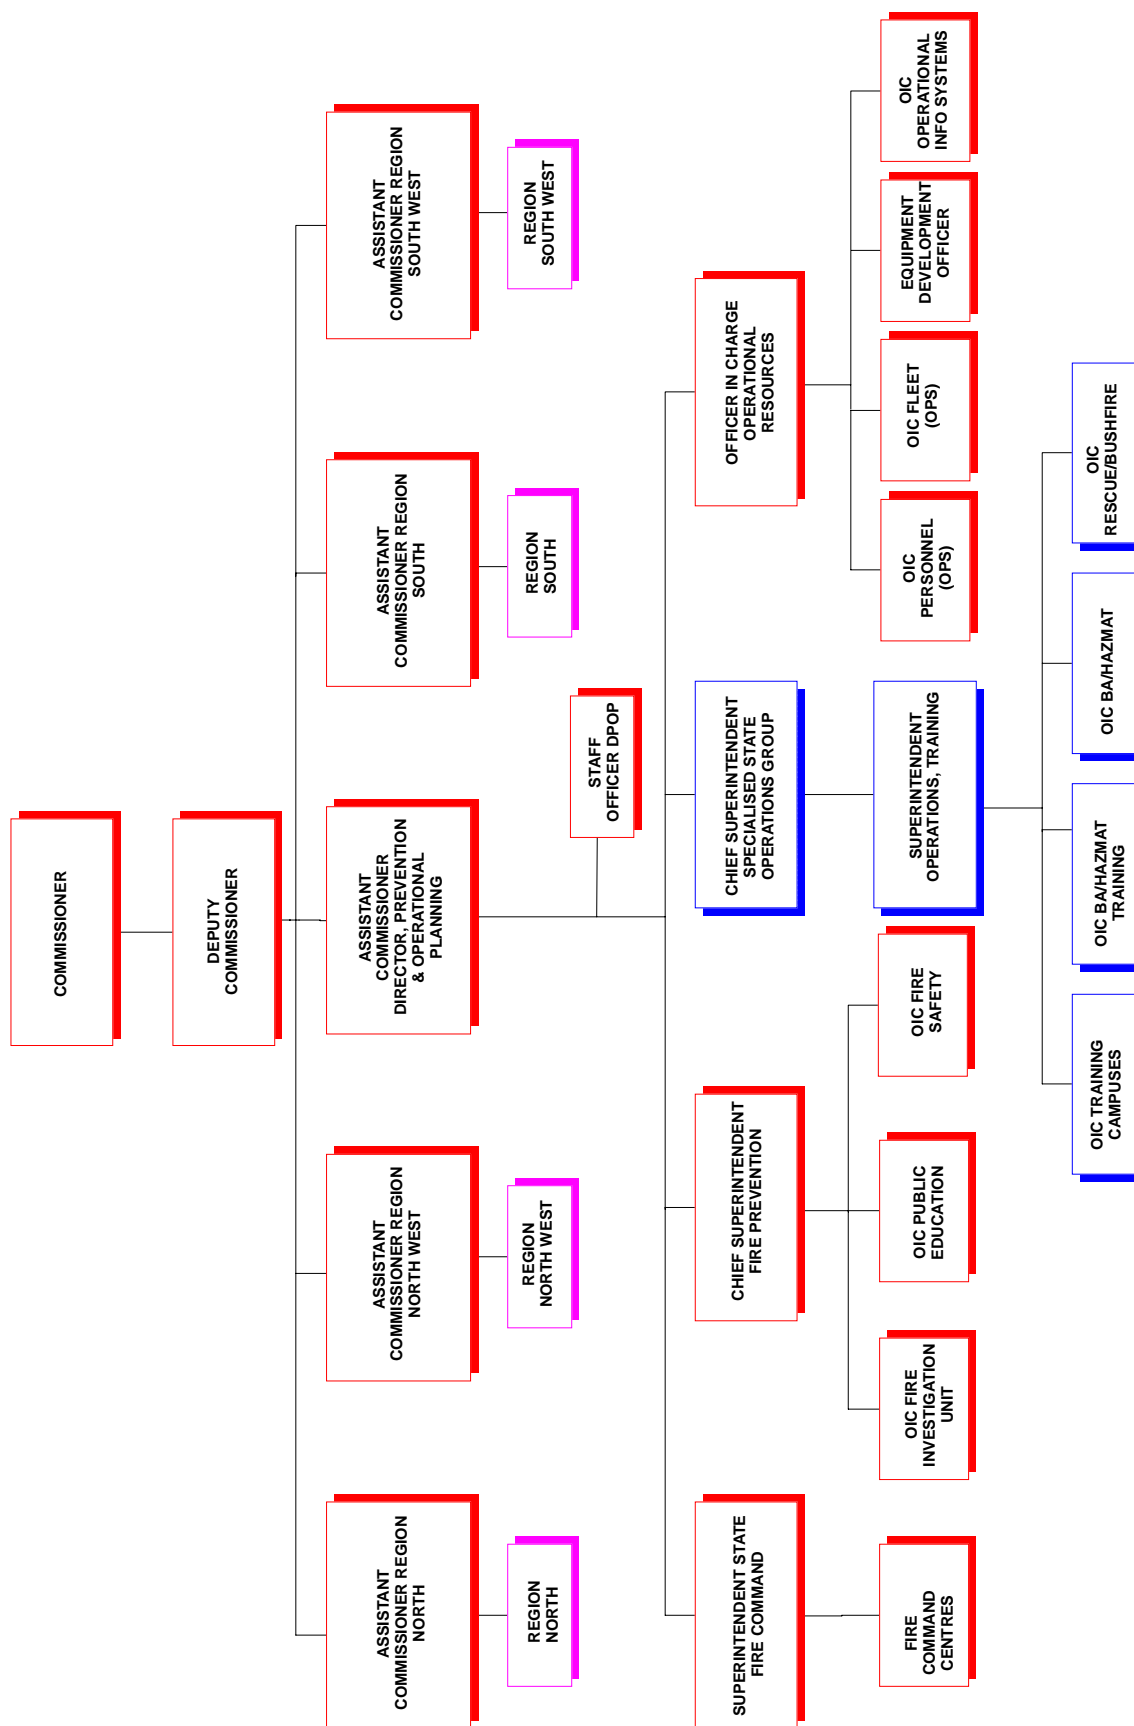 COMMISSIONER
DEPUTY
COMMISSIONER
ASSISTANT
COMMISSIONER REGION
NORTH
ASSISTANT
COMMISSIONER REGION
NORTH WEST
ASSISTANT
COMMISSIONER
DIRECTOR, PREVENTION
& OPERATIONAL
PLANNING
ASSISTANT
COMMISSIONER REGION
SOUTH
ASSISTANT
COMMISSIONER REGION
SOUTH WEST
REGION
NORTH
REGION
NORTH WEST
REGION
SOUTH
REGION
SOUTH WEST
STAFF
OFFICER DPOP
SUPERINTENDENT STATE
FIRE COMMAND
CHIEF SUPERINTENDENT
FIRE PREVENTION
CHIEF SUPERINTENDENT
SPECIALISED STATE
OPERATIONS GROUP
OFFICER IN CHARGE
OPERATIONAL
RESOURCES
FIRE
COMMAND
CENTRES
OIC FIRE
INVESTIGATION
UNIT
OIC PUBLIC
EDUCATION
OIC FIRE
SAFETY
SUPERINTENDENT
OPERATIONS, TRAINING
OIC
PERSONNEL
(OPS)
OIC FLEET
(OPS)
EQUIPMENT
DEVELOPMENT
OFFICER
OIC
OPERATIONAL
INFO SYSTEMS
OIC TRAINING
CAMPUSES
OIC BA/HAZMAT
TRAINING
OIC BA/HAZMAT
OIC
RESCUE/BUSHFIRE